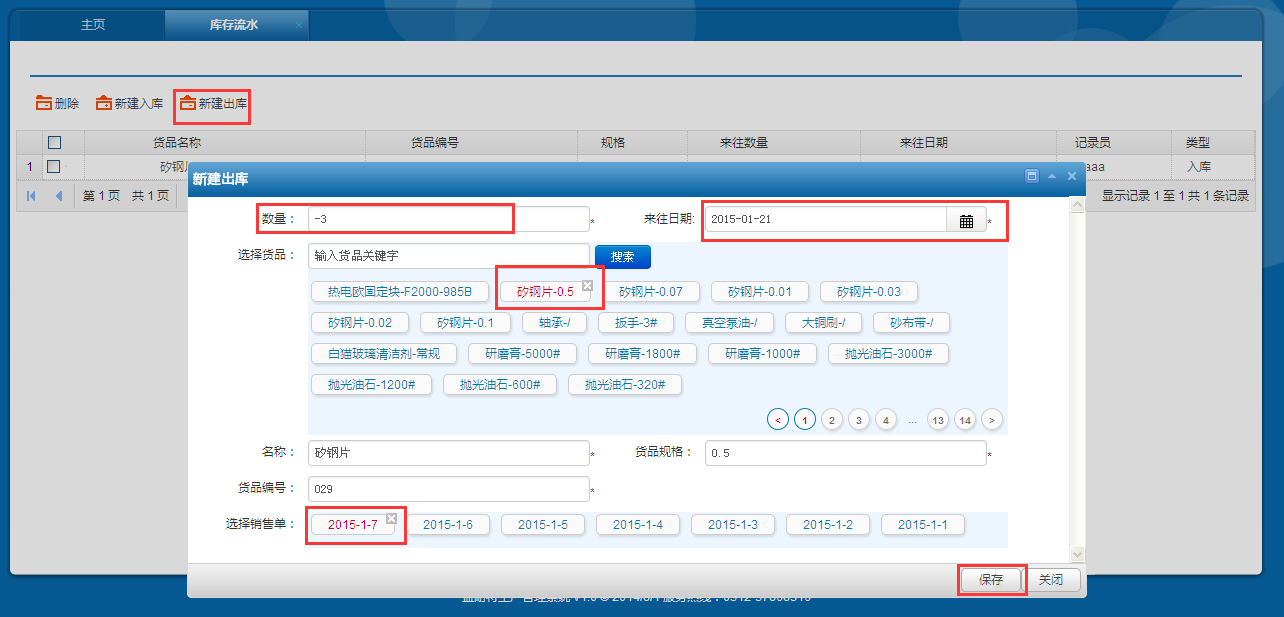 主页 库存流水
删除 新建入库 新建出库
货品名称 货品编号 规格 来往数量 来往日期 记录员 类型
1 矽钢 aaa 入库
第 1 页 共 1 页 显示记录 1 至 1 共 1 条记录
新建出库
数量： -3 * 来往日期: 2015-01-21 *
选择货品： 输入货品关键字 搜索
热电欧固定块-F2000-985B 矽钢片-0.5 矽钢片-0.07 矽钢片-0.01 矽钢片-0.03
矽钢片-0.02 矽钢片-0.1 轴承-/ 扳手-3# 真空泵油-/ 大铜刷-/ 砂布带-/
白猫玻璃清洁剂-常规 研磨膏-5000# 研磨膏-1800# 研磨膏-1000# 抛光油石-3000#
抛光油石-1200# 抛光油石-600# 抛光油石-320#
< 1 2 3 4 ... 13 14 >
名称： 矽钢片 * 货品规格： 0.5 *
货品编号： 029 *
选择销售单： 2015-1-7 2015-1-6 2015-1-5 2015-1-4 2015-1-3 2015-1-2 2015-1-1
保存 关闭